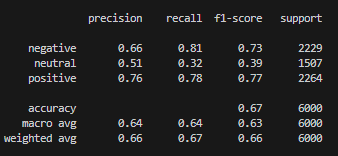 precision recall f1-score support
negative 0.66 0.81 0.73 2229
neutral 0.51 0.32 0.39 1507
positive 0.76 0.78 0.77 2264
accuracy 0.67 6000
macro avg 0.64 0.64 0.63 6000
weighted avg 0.66 0.67 0.66 6000